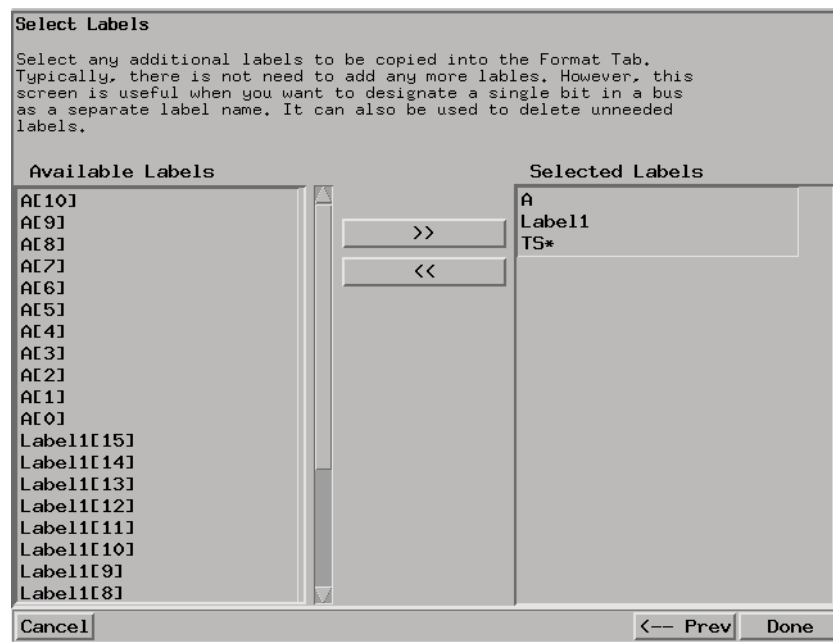 Select Labels
Select any additional labels to be copied into the Format Tab.
Typically, there is not need to add any more lables. However, this
screen is useful when you want to designate a single bit in a bus
as a separate label name. It can also be used to delete unneeded
labels.
Available Labels
A[10]
A[9]
A[8]
A[7]
A[6]
A[5]
A[4]
A[3]
A[2]
A[1]
A[0]
Label1[15]
Label1[14]
Label1[13]
Label1[12]
Label1[11]
Label1[10]
Label1[9]
Label1[8]
>>
<<
Selected Labels
A
Label1
TS*
Cancel
<-- Prev
Done